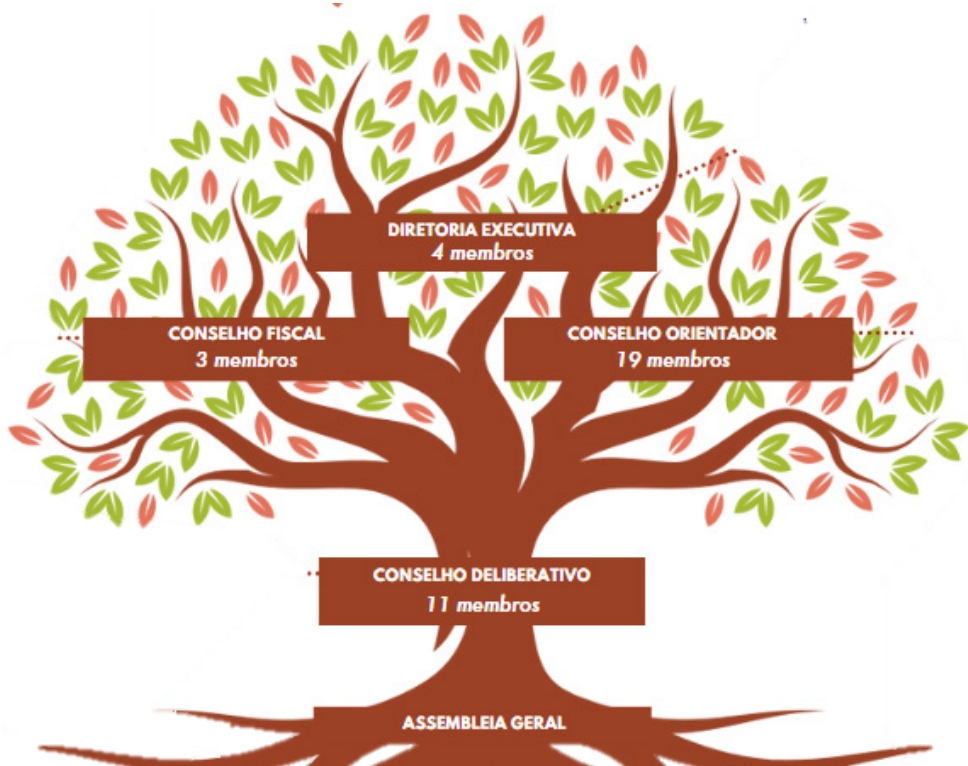 DIRETORIA EXECUTIVA
4 membros
CONSELHO FISCAL
3 membros
CONSELHO ORIENTADOR
19 membros
CONSELHO DELIBERATIVO
11 membros
ASSEMBLEIA GERAL